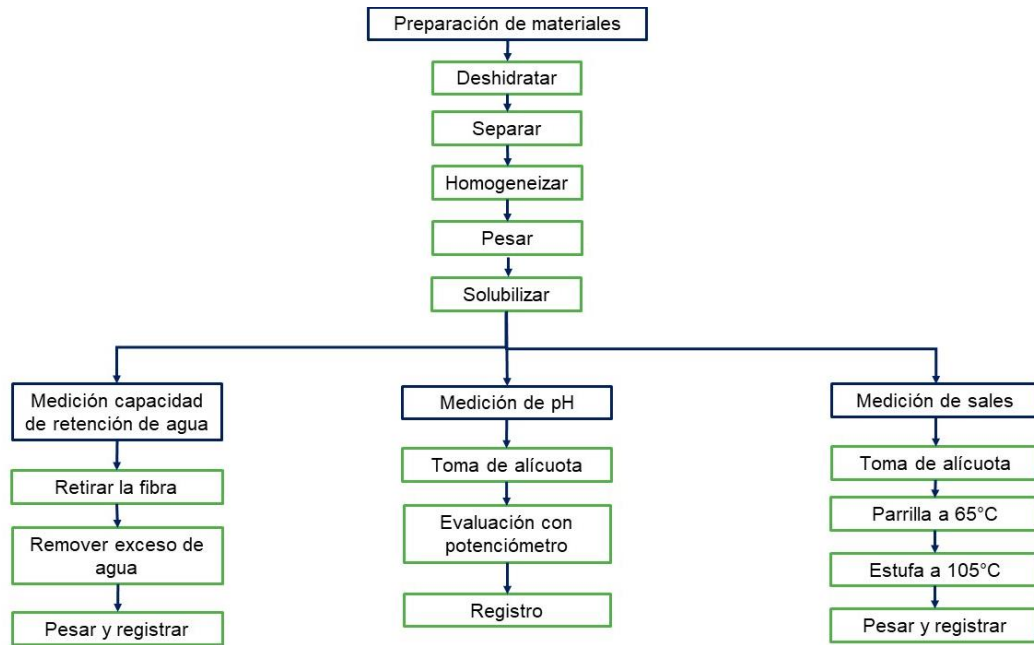 Preparación de materiales
Deshidratar
Separar
Homogeneizar
Pesar
Solubilizar
Medición capacidad
de retención de agua
Retirar la fibra
Remover exceso de
agua
Pesar y registrar
Medición de pH
Toma de alícuota
Evaluación con
potenciómetro
Registro
Medición de sales
Toma de alícuota
Parrilla a 65°C
Estufa a 105°C
Pesar y registrar